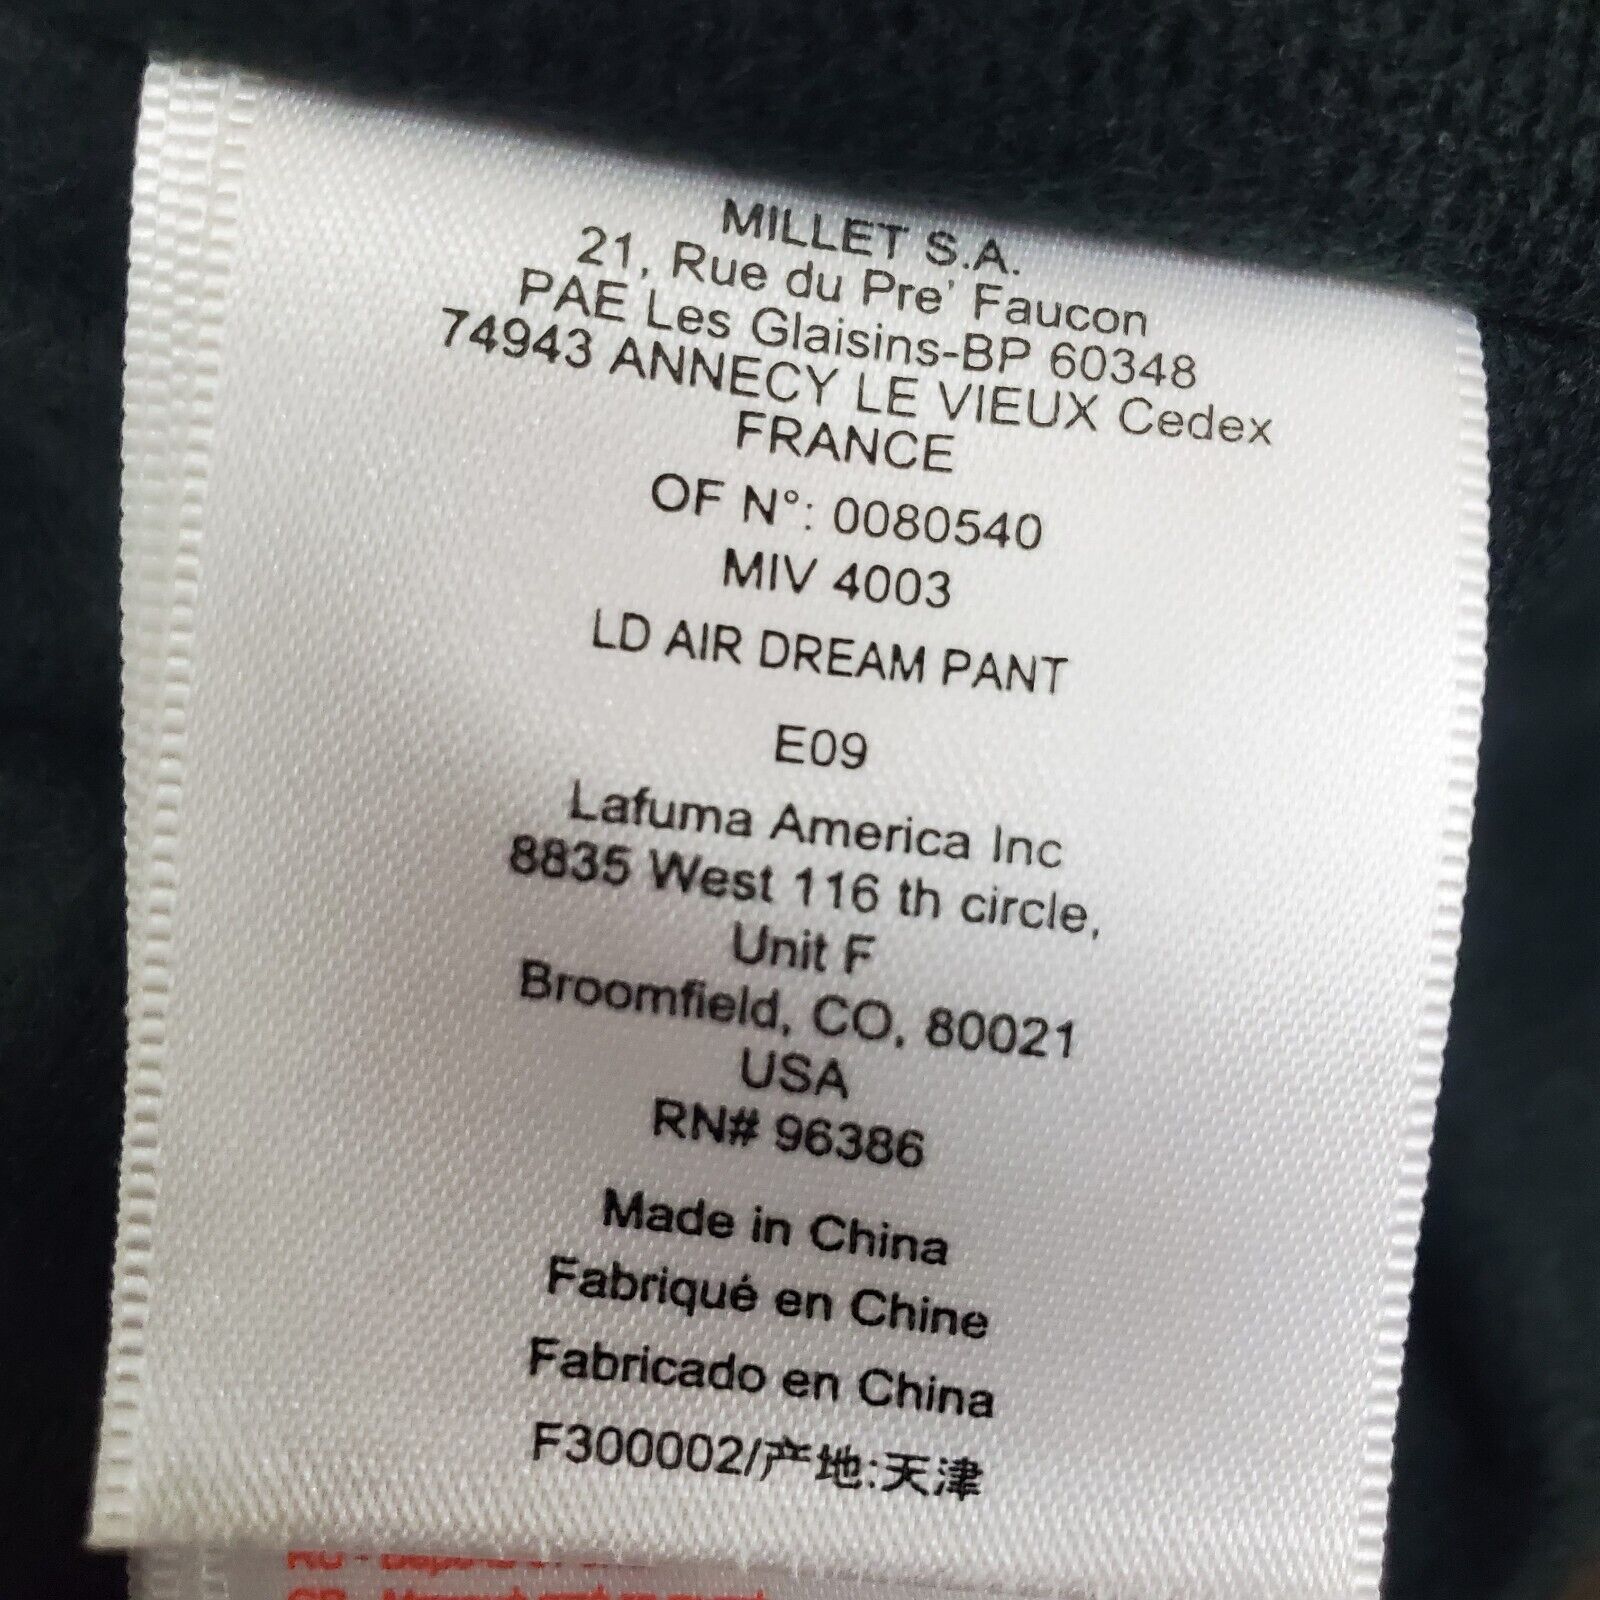 MILLET S.A.
21, Rue du Pre' Faucon
PAE Les Glaisins-BP 60348
74943 ANNECY LE VIEUX Cedex
FRANCE
OF N°: 0080540
MIV 4003
LD AIR DREAM PANT
E09
Lafuma America Inc
8835 West 116 th circle,
Unit F
Broomfield, CO, 80021
USA
RN# 96386
Made in China
Fabriqué en Chine
Fabricado en China
F300002/产地:天津